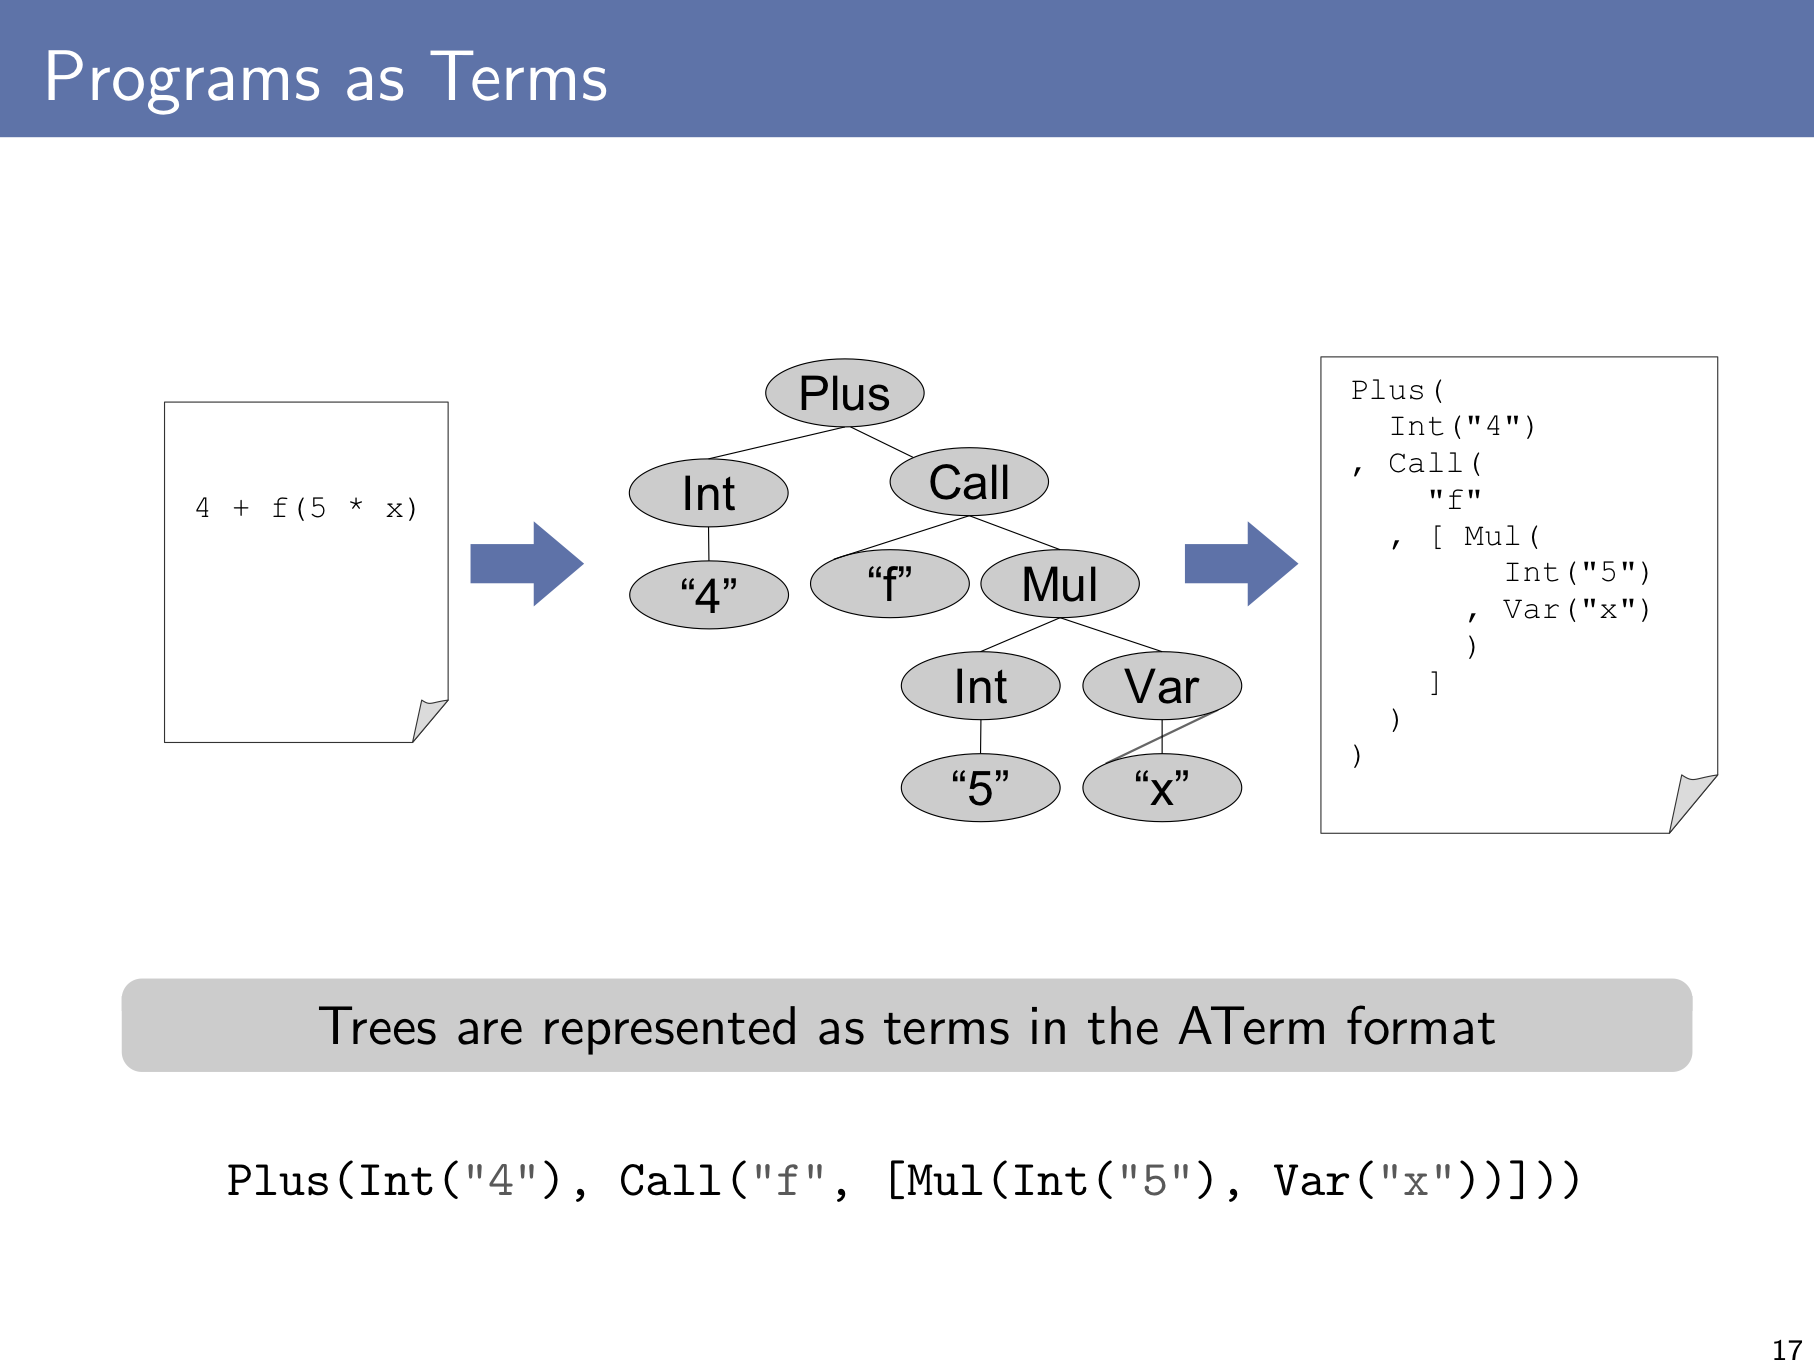 Programs as Terms
4 + f(5 * x)
Plus
Int
Call
“4”
“f”
Mul
Int
Var
“5”
“x”
Plus(
  Int("4")
, Call(
    "f"
  , [ Mul(
        Int("5")
      , Var("x")
      )
    ]
  )
)
Trees are represented as terms in the ATerm format
Plus(Int("4"), Call("f", [Mul(Int("5"), Var("x"))]))
17